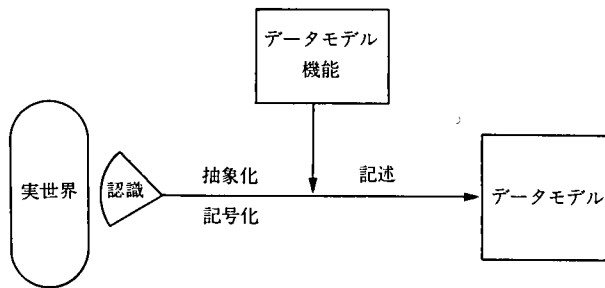 データモデル
機能
実世界
認識
抽象化
記述
記号化
データモデル